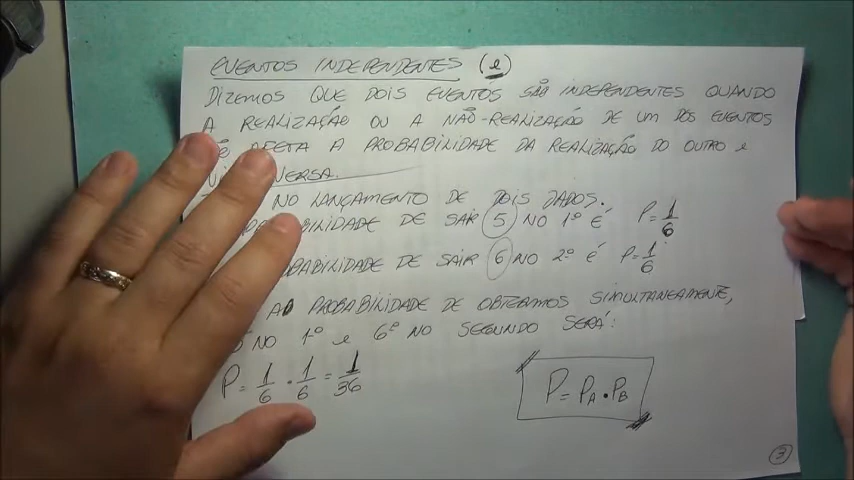 EVENTOS INDEPENDENTES (e)
DIZEMOS QUE DOIS EVENTOS SÃO INDEPENDENTES QUANDO
A REALIZAÇÃO OU A NÃO-REALIZAÇÃO DE UM DOS EVENTOS
AFETA A PROBABILIDADE DA REALIZAÇÃO DO OUTRO e
VERSA.
NO LANÇAMENTO DE DOIS DADOS.
DE SAIR 5 NO 1º É P = 1/6
DE SAIR 6 NO 2º É P = 1/6
A PROBABILIDADE DE OBTERMOS SIMULTANEAMENTE,
NO 1º e 6º NO SEGUNDO SERÁ:
P = 1/6 · 1/6 = 1/36
P = PA · PB
3